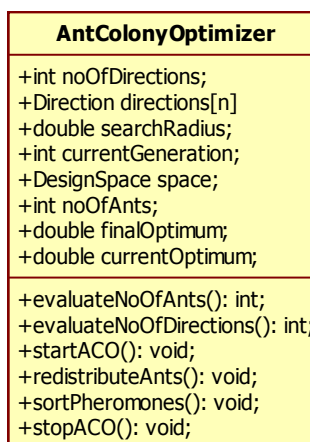 AntColonyOptimizer
+int noOfDirections;
+Direction directions[n]
+double searchRadius;
+int currentGeneration;
+DesignSpace space;
+int noOfAnts;
+double finalOptimum;
+double currentOptimum;
+evaluateNoOfAnts(): int;
+evaluateNoOfDirections(): int;
+startACO(): void;
+redistributeAnts(): void;
+sortPheromones(): void;
+stopACO(): void;